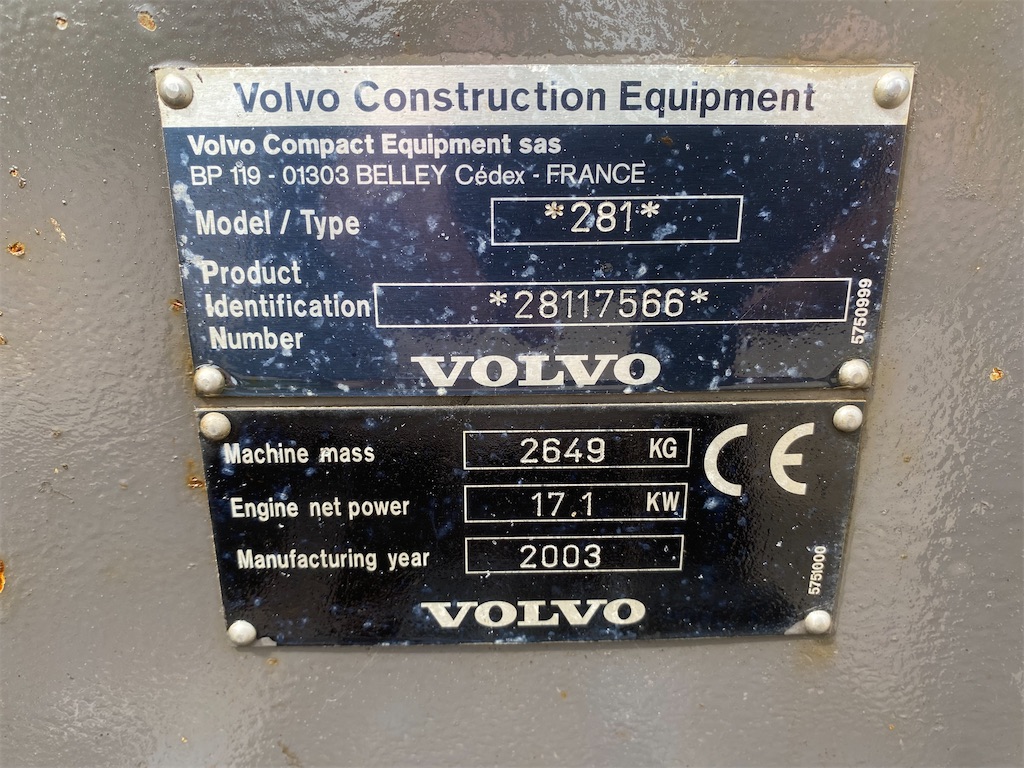 Volvo Construction Equipment
Volvo Compact Equipment sas
BP 119 - 01303 BELLEY Cédex - FRANCE
Model / Type *281*
Product
Identification *28117566*
Number
5750999
VOLVO
Machine mass 2649 KG
CE
Engine net power 17.1 KW
Manufacturing year 2003
5751000
VOLVO